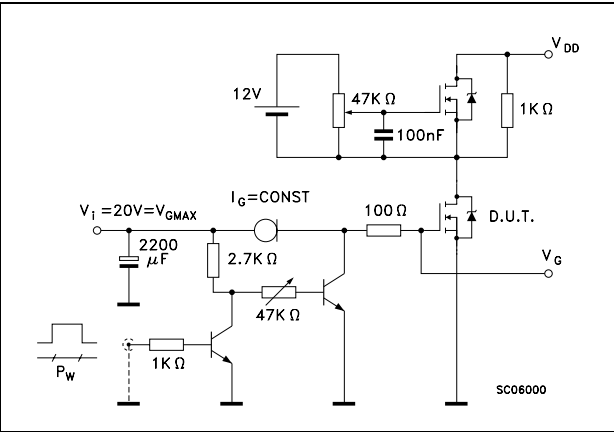 V_DD
12V
47K Ω
1K Ω
100nF
I_G=CONST
V_i =20V=V_GMAX
100 Ω
D.U.T.
2200
μF
2.7K Ω
V_G
47K Ω
1K Ω
P_W
SC06000